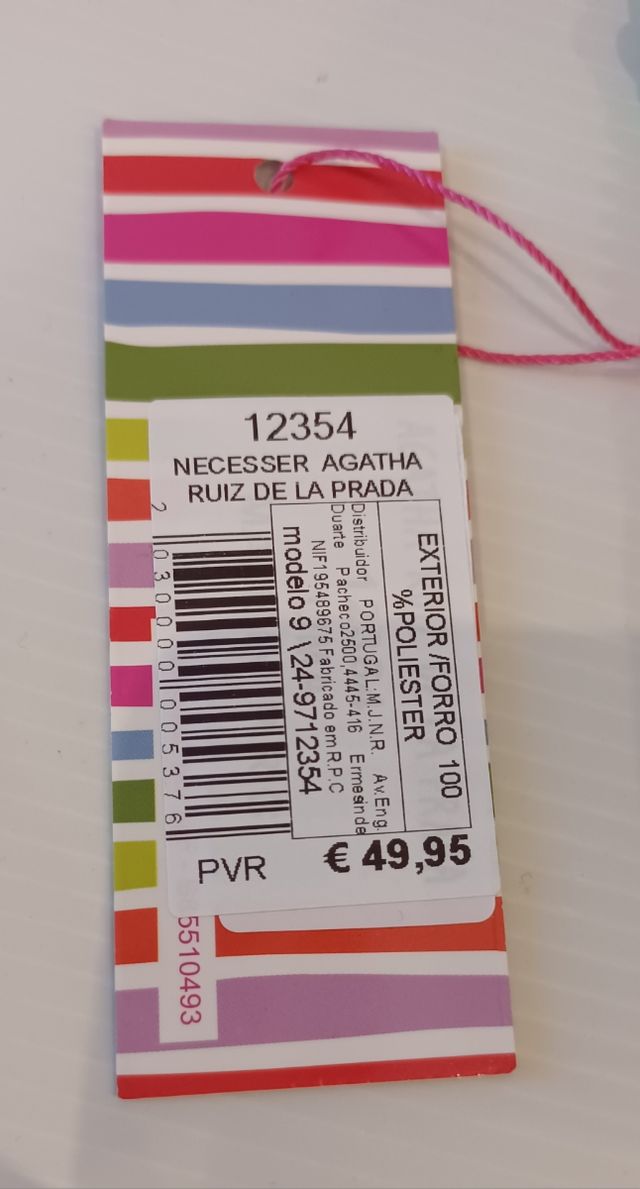 12354
NECESSER AGATHA
RUIZ DE LA PRADA
EXTERIOR /FORRO 100
%POLIESTER
Distribuidor PORTUGAL:M.J.N.R. Av.Eng.
Duarte Pacheco2500,4445-416 Ermesinde
NIF195489675 Fabricado em R.P.C
modelo 9 \ 24-9712354
2 030000 005376
PVR € 49,95
5510493